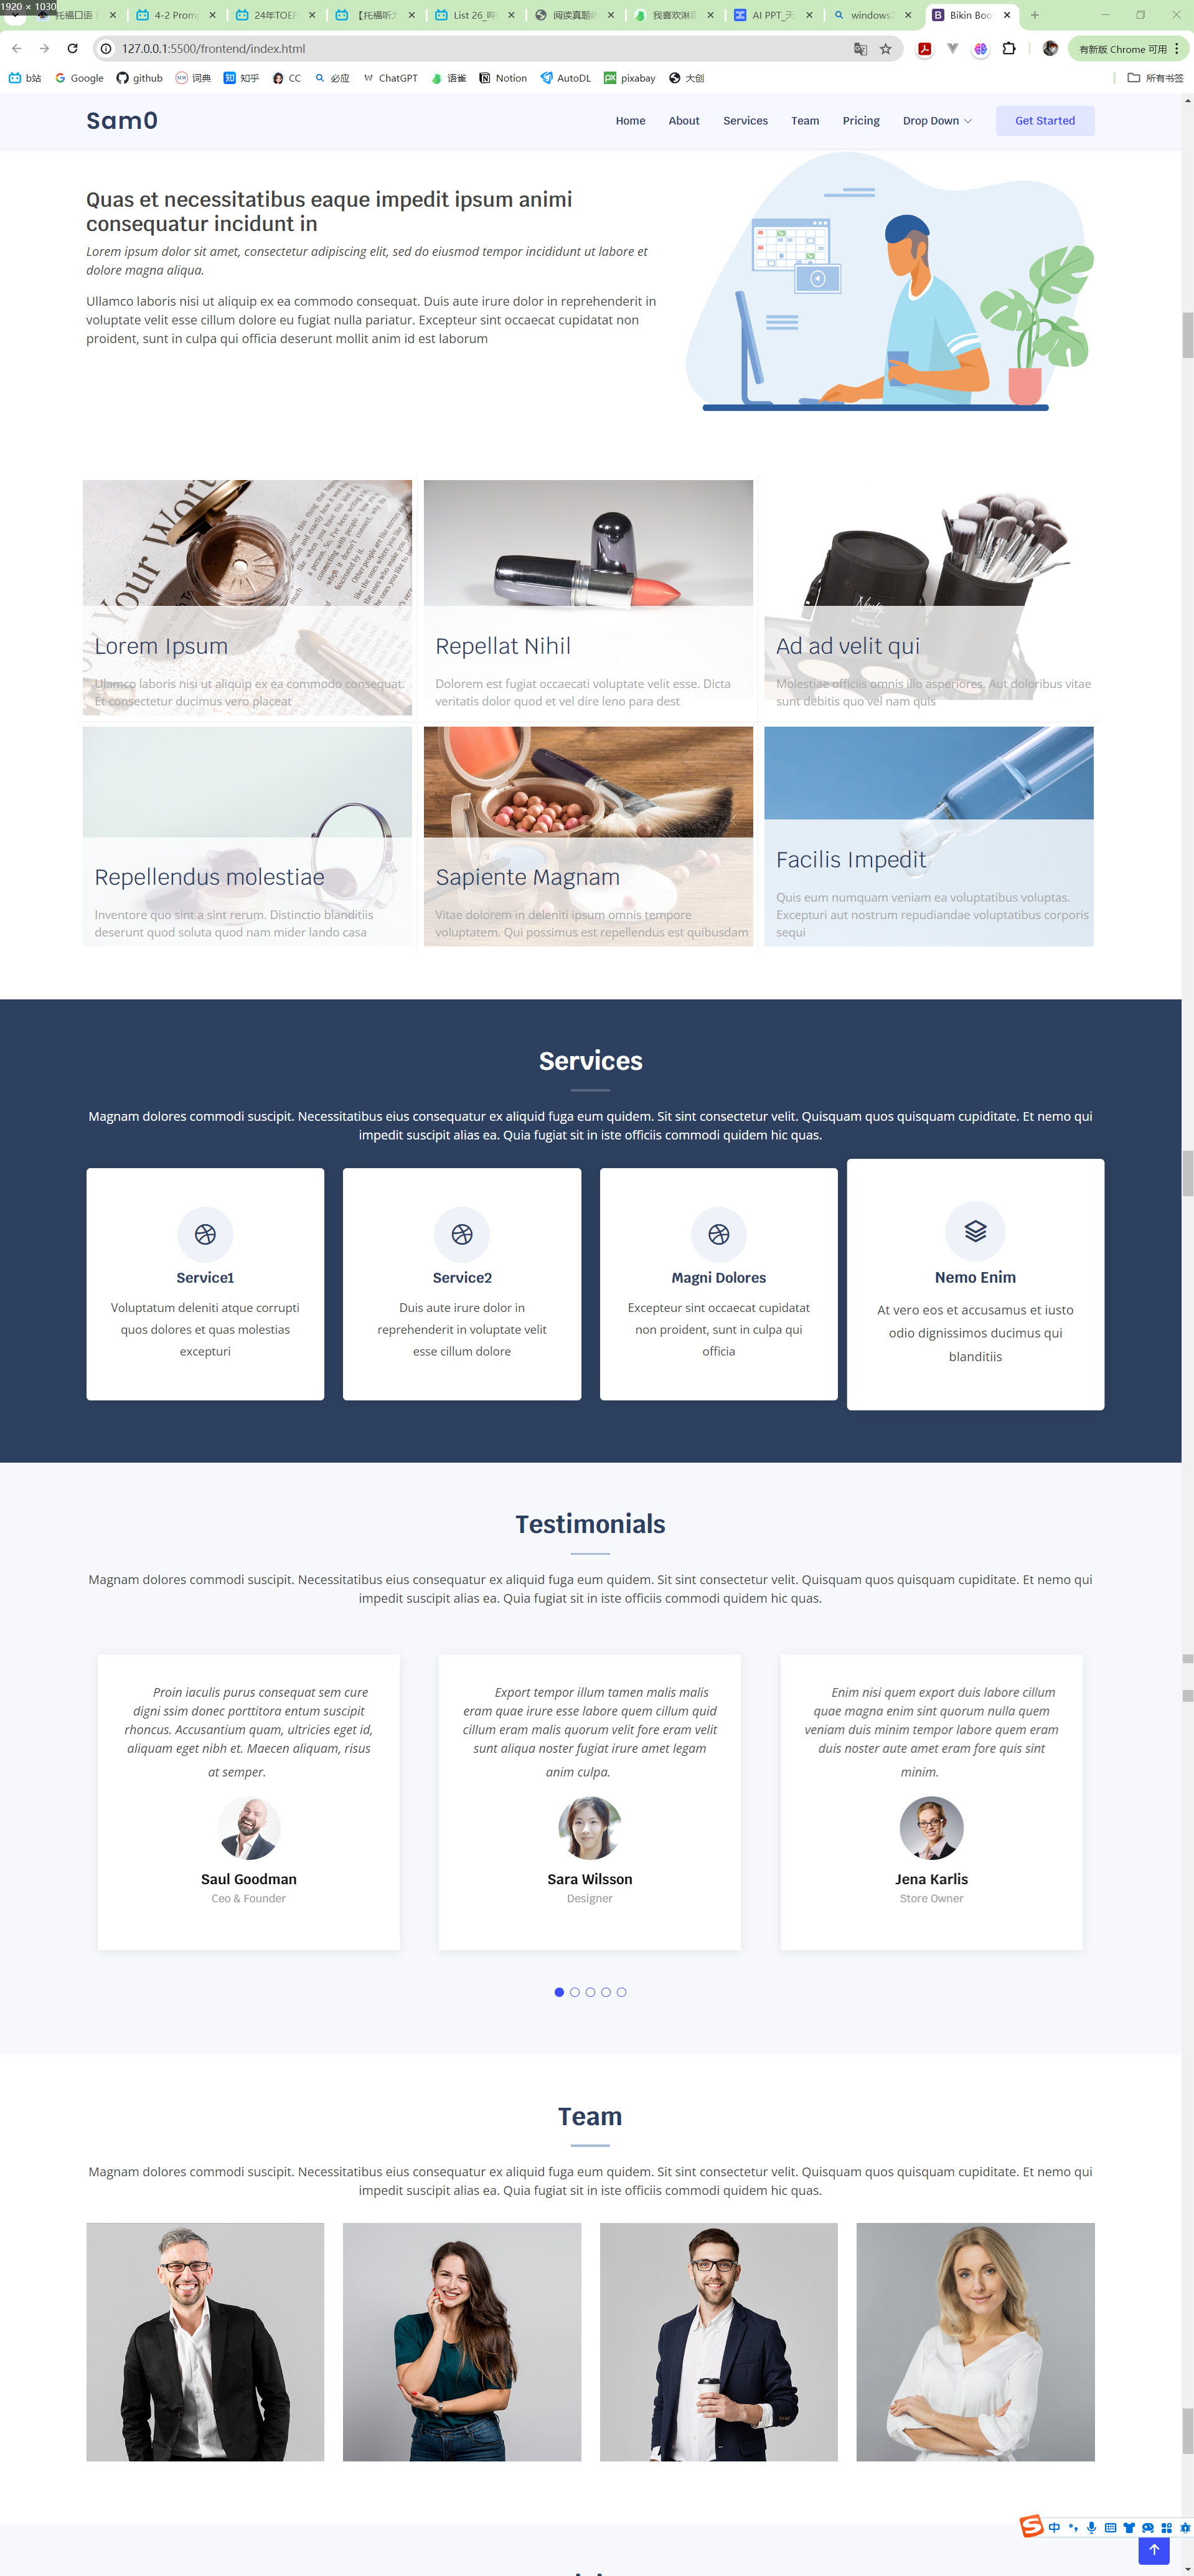 1920 × 1030
托福口语
4-2 Prom
24年TOEF
【托福听力
List 26_哔
阅读真题
我喜欢淋雨
AI PPT_天
windows
Bikin Boo
127.0.0.1:5500/frontend/index.html
有新版 Chrome 可用
b站
Google
github
词典
知乎
CC
必应
ChatGPT
语雀
Notion
AutoDL
pixabay
大创
所有书签
Sam0
Home
About
Services
Team
Pricing
Drop Down
Get Started
Quas et necessitatibus eaque impedit ipsum animi
consequatur incidunt in
Lorem ipsum dolor sit amet, consectetur adipiscing elit, sed do eiusmod tempor incididunt ut labore et
dolore magna aliqua.
Ullamco laboris nisi ut aliquip ex ea commodo consequat. Duis aute irure dolor in reprehenderit in
voluptate velit esse cillum dolore eu fugiat nulla pariatur. Excepteur sint occaecat cupidatat non
proident, sunt in culpa qui officia deserunt mollit anim id est laborum
Lorem Ipsum
Ulamco laboris nisi ut aliquip ex ea commodo consequat.
Et consectetur ducimus vero placeat
Repellat Nihil
Dolorem est fugiat occaecati voluptate velit esse. Dicta
veritatis dolor quod et vel dire leno para dest
Ad ad velit qui
Molestiae officiis omnis illo asperiores. Aut doloribus vitae
sunt debitis quo vel nam quis
Repellendus molestiae
Inventore quo sint a sint rerum. Distinctio blanditiis
deserunt quod soluta quod nam mider lando casa
Sapiente Magnam
Vitae dolorem in deleniti ipsum omnis tempore
voluptatem. Qui possimus est repellendus est quibusdam
Facilis Impedit
Quis eum numquam veniam ea voluptatibus voluptas.
Excepturi aut nostrum repudiandae voluptatibus corporis
sequi
Services
Magnam dolores commodi suscipit. Necessitatibus eius consequatur ex aliquid fuga eum quidem. Sit sint consectetur velit. Quisquam quos quisquam cupiditate. Et nemo qui
impedit suscipit alias ea. Quia fugiat sit in iste officiis commodi quidem hic quas.
Service1
Voluptatum deleniti atque corrupti
quos dolores et quas molestias
excepturi
Service2
Duis aute irure dolor in
reprehenderit in voluptate velit
esse cillum dolore
Magni Dolores
Excepteur sint occaecat cupidatat
non proident, sunt in culpa qui
officia
Nemo Enim
At vero eos et accusamus et iusto
odio dignissimos ducimus qui
blanditiis
Testimonials
Magnam dolores commodi suscipit. Necessitatibus eius consequatur ex aliquid fuga eum quidem. Sit sint consectetur velit. Quisquam quos quisquam cupiditate. Et nemo qui
impedit suscipit alias ea. Quia fugiat sit in iste officiis commodi quidem hic quas.
Proin iaculis purus consequat sem cure
digni ssim donec porttitora entum suscipit
rhoncus. Accusantium quam, ultricies eget id,
aliquam eget nibh et. Maecen aliquam, risus
at semper.
Saul Goodman
Ceo & Founder
Export tempor illum tamen malis malis
eram quae irure esse labore quem cillum quid
cillum eram malis quorum velit fore eram velit
sunt aliqua noster fugiat irure amet legam
anim culpa.
Sara Wilsson
Designer
Enim nisi quem export duis labore cillum
quae magna enim sint quorum nulla quem
veniam duis minim tempor labore quem eram
duis noster aute amet eram fore quis sint
minim.
Jena Karlis
Store Owner
Team
Magnam dolores commodi suscipit. Necessitatibus eius consequatur ex aliquid fuga eum quidem. Sit sint consectetur velit. Quisquam quos quisquam cupiditate. Et nemo qui
impedit suscipit alias ea. Quia fugiat sit in iste officiis commodi quidem hic quas.
中